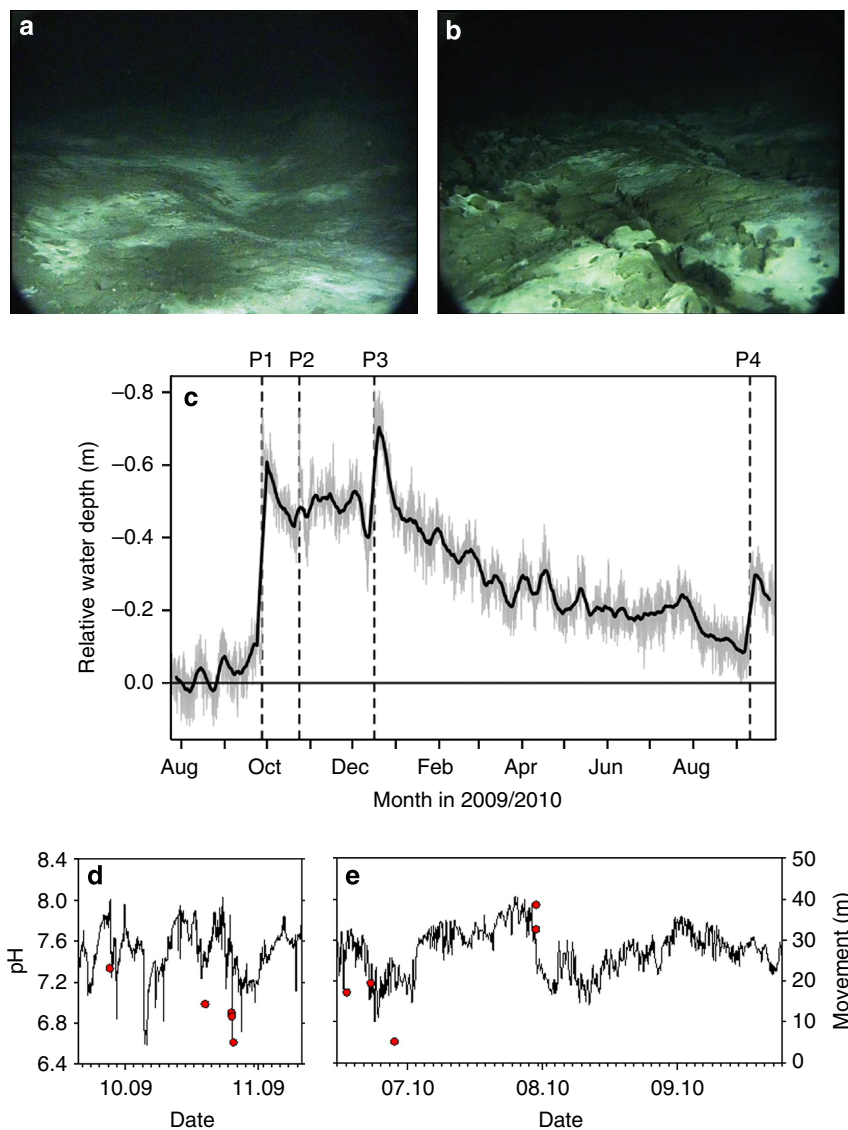 a
b
P1 P2 P3 P4
c
–0.8
–0.6
–0.4
–0.2
0.0
Relative water depth (m)
Aug Oct Dec Feb Apr Jun Aug
Month in 2009/2010
d
8.4
8.0
7.6
7.2
6.8
6.4
pH
10.09 11.09
Date
e
50
40
30
20
10
0
Movement (m)
07.10 08.10 09.10
Date